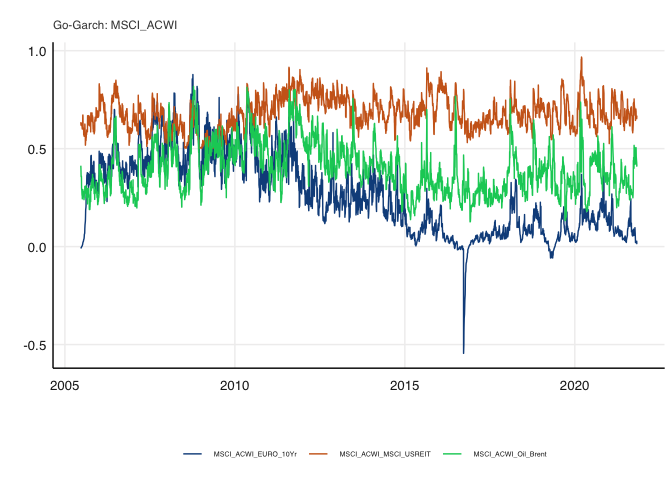 Go-Garch: MSCI_ACWI
1.0
0.5
0.0
-0.5
2005 2010 2015 2020
MSCI_ACWI_EURO_10Yr MSCI_ACWI_MSCI_USREIT MSCI_ACWI_Oil_Brent